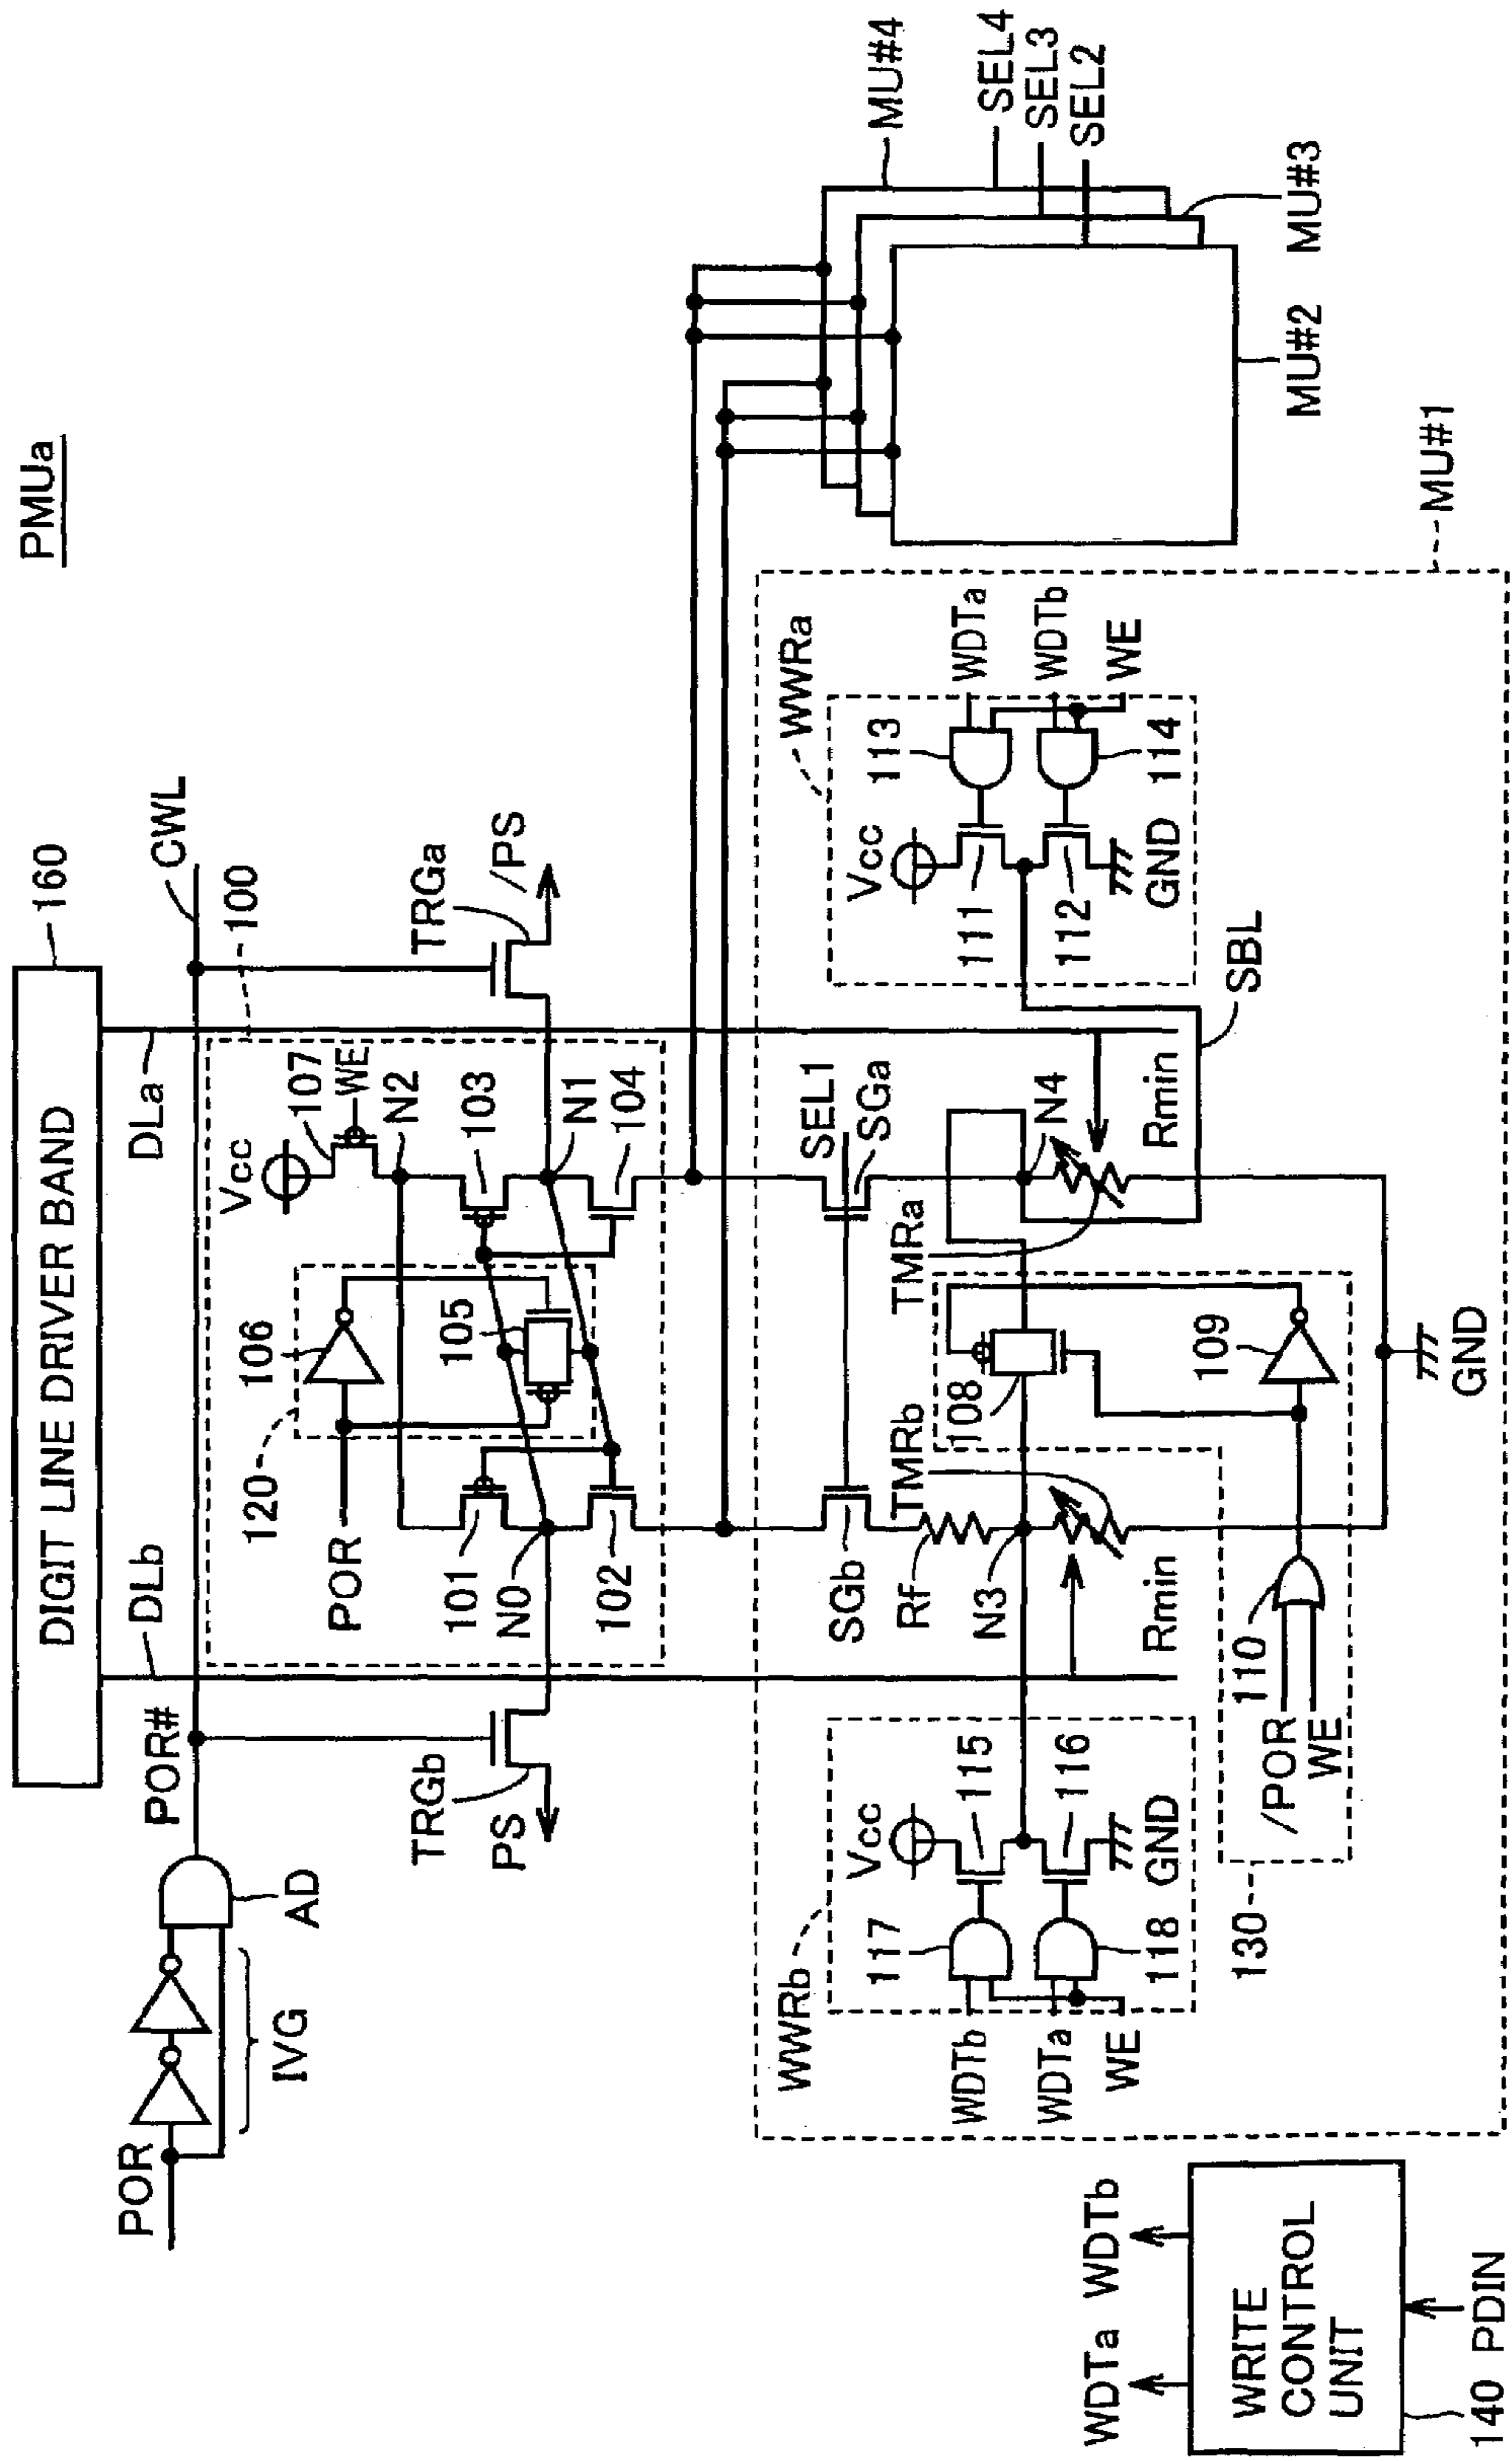 PMUa
DIGIT LINE DRIVER BAND
160
POR
IVG
AD
POR#
CWL
DLb
DLa
100
TRGb
PS
TRGa
/PS
120
106
POR
105
Vcc
107
WE
N2
101
N0
102
103
N1
104
MU#4
SEL4
SEL3
SEL2
MU#3
MU#2
MU#1
SEL1
SGb
SGa
Rf
TMRb
TMRa
N3
N4
Rmin
Rmin
108
109
110
/POR
WE
130
GND
SBL
WWRb
Vcc
117
115
116
118
GND
WDTb
WDTa
WE
WWRa
Vcc
113
111
112
114
GND
WDTa
WDTb
WE
WDTa
WDTb
WRITE
CONTROL
UNIT
140
PDIN